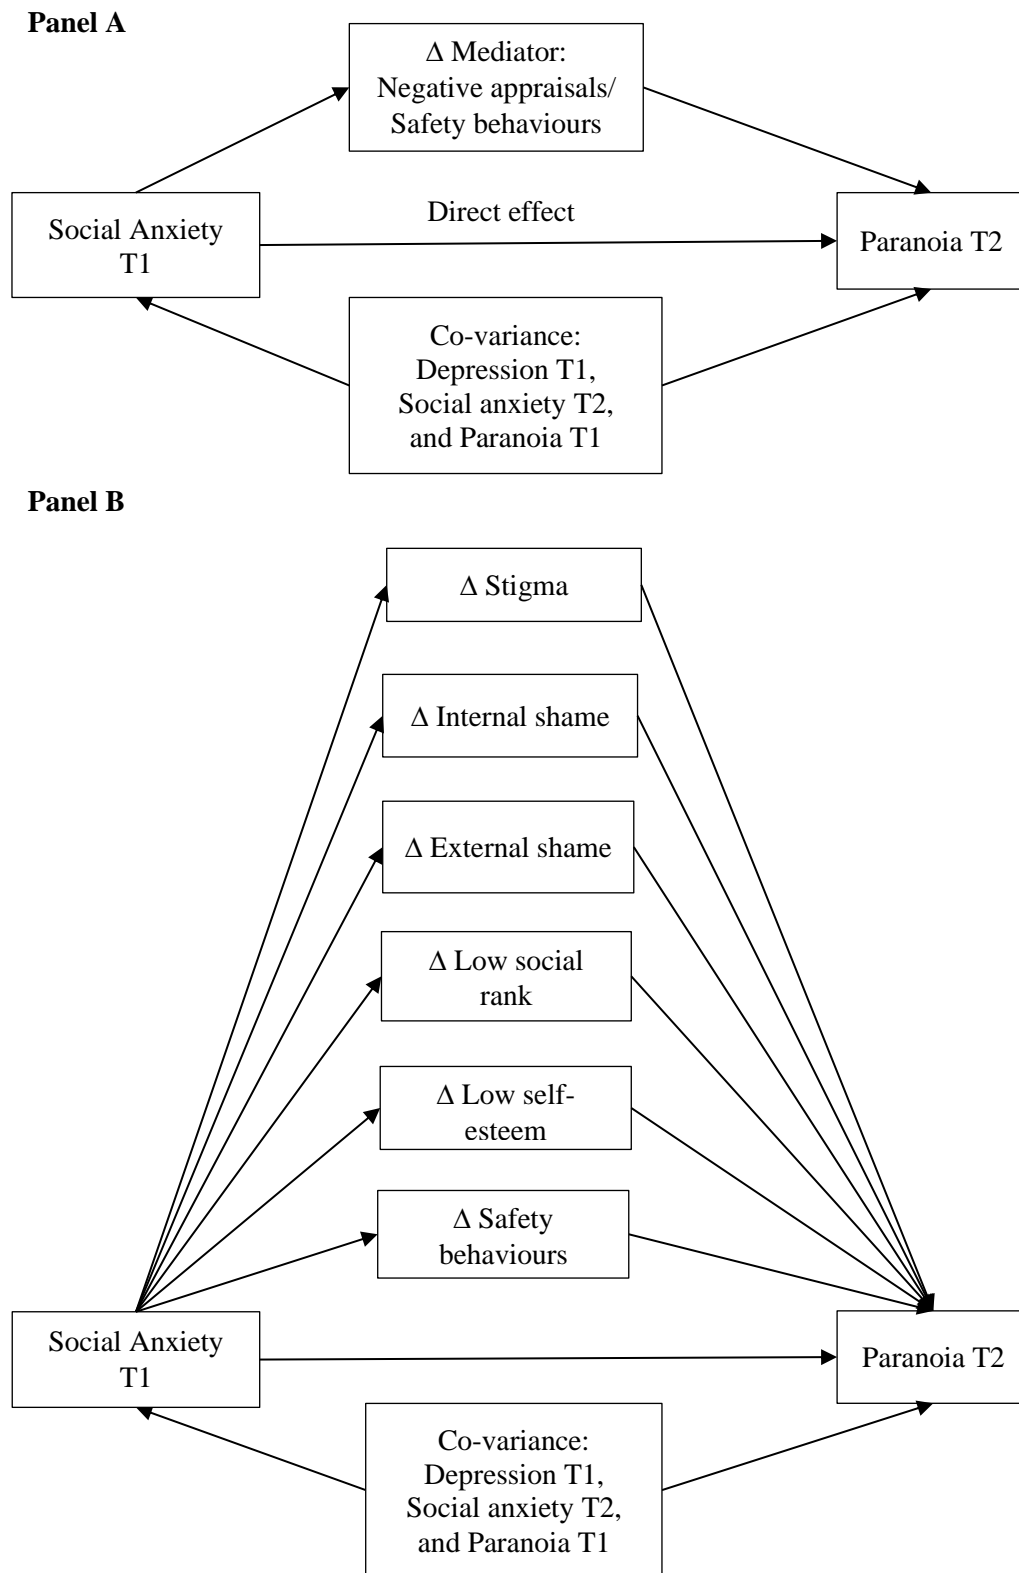 Panel A
Δ Mediator:
Negative appraisals/
Safety behaviours
Direct effect
Social Anxiety
T1
Paranoia T2
Co-variance:
Depression T1,
Social anxiety T2,
and Paranoia T1
Panel B
Δ Stigma
Δ Internal shame
Δ External shame
Δ Low social
rank
Δ Low self-
esteem
Δ Safety
behaviours
Social Anxiety
T1
Paranoia T2
Co-variance:
Depression T1,
Social anxiety T2,
and Paranoia T1